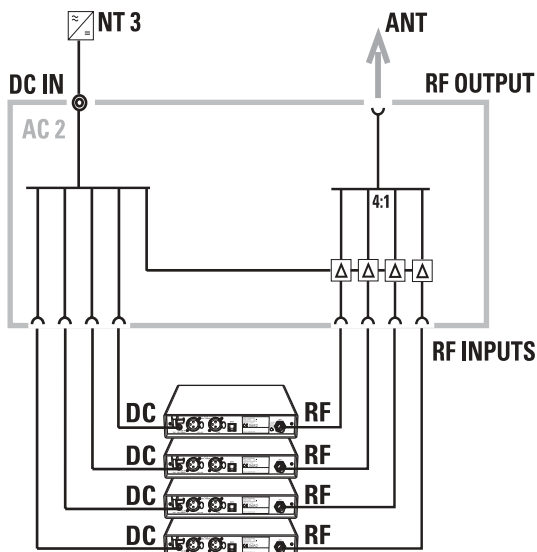 NT 3
ANT
DC IN
RF OUTPUT
AC 2
4:1
RF INPUTS
DC RF
DC RF
DC RF
DC RF